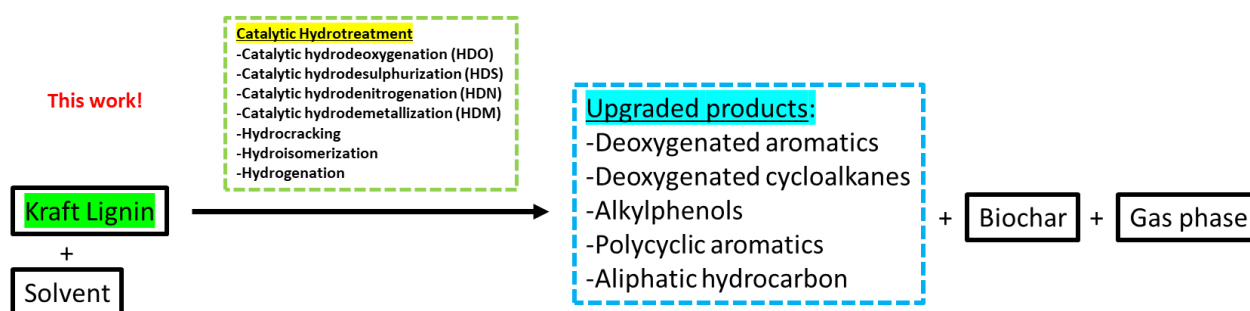 Catalytic Hydrotreatment
-Catalytic hydrodeoxygenation (HDO)
-Catalytic hydrodesulphurization (HDS)
-Catalytic hydrodenitrogenation (HDN)
-Catalytic hydrodemetallization (HDM)
-Hydrocracking
-Hydroisomerization
-Hydrogenation
This work!
Kraft Lignin
+
Solvent
Upgraded products:
-Deoxygenated aromatics
-Deoxygenated cycloalkanes
-Alkylphenols
-Polycyclic aromatics
-Aliphatic hydrocarbon
+
Biochar
+
Gas phase